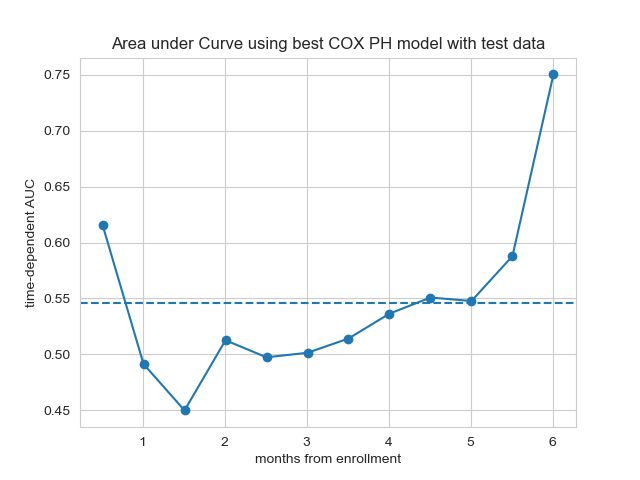 Area under Curve using best COX PH model with test data
time-dependent AUC
0.75
0.70
0.65
0.60
0.55
0.50
0.45
1 2 3 4 5 6
months from enrollment